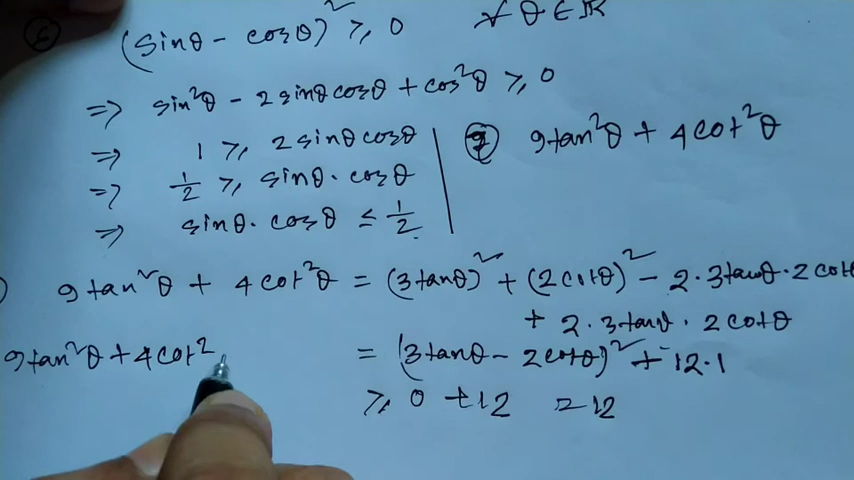 6 (sinθ - cosθ)² ⩾ 0 ∀ θ ∈ ℝ
=> sin²θ - 2sinθcosθ + cos²θ ⩾ 0
=> 1 ⩾ 2sinθcosθ
=> 1/2 ⩾ sinθ·cosθ
=> sinθ·cosθ ≤ 1/2.
7 9tan²θ + 4cot²θ
) 9tan²θ + 4cot²θ = (3tanθ)² + (2cotθ)² - 2·3tanθ·2cotθ
+ 2·3tanθ·2cotθ
9tan²θ + 4cot² = (3tanθ - 2cotθ)² + 12·1
⩾ 0 + 12 = 12